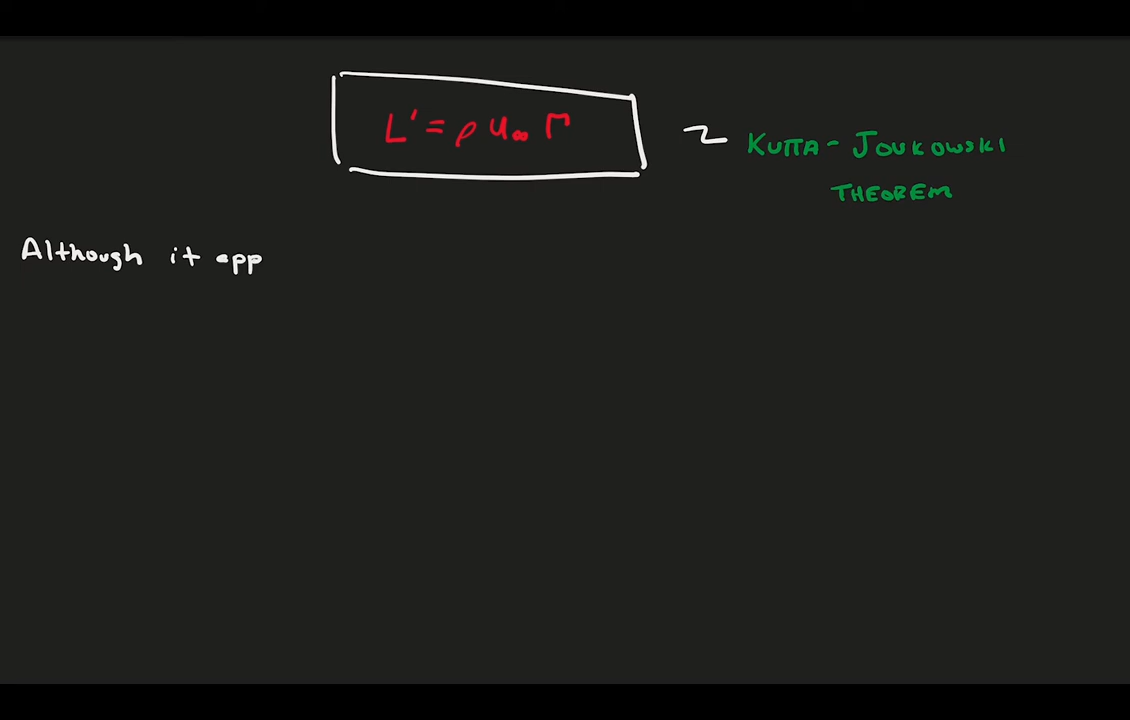 L' = ρ u∞ Γ
KUTTA - JOUKOWSKI
THEOREM
Although it app